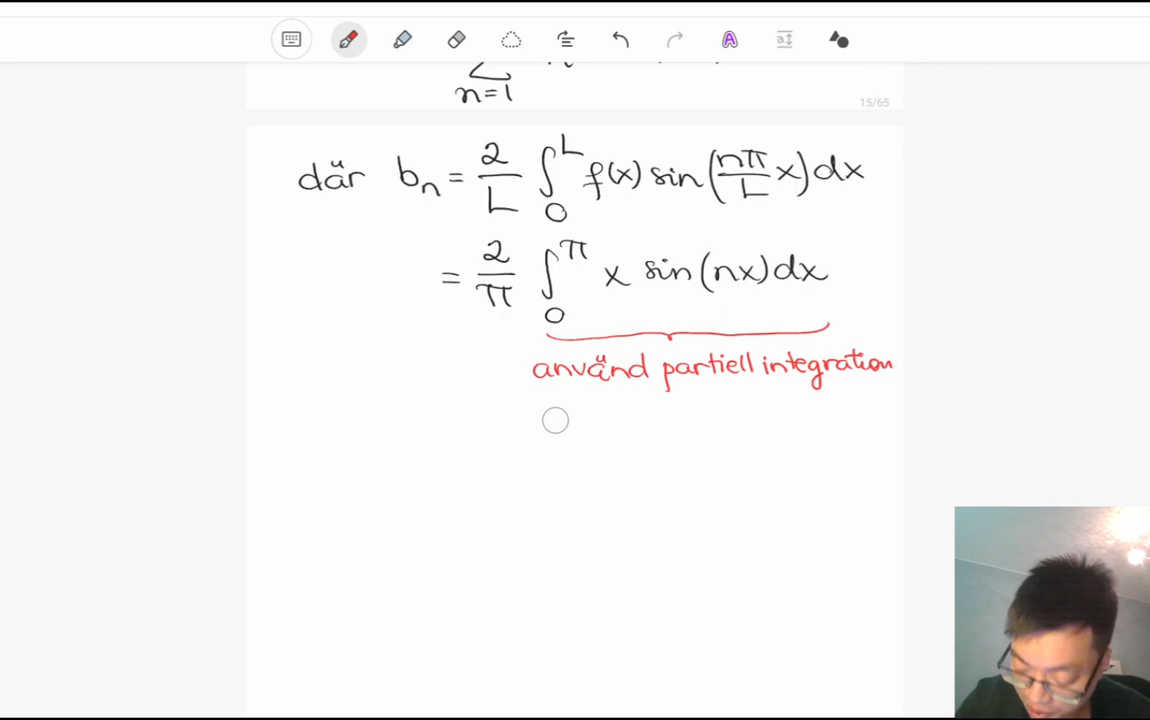 n=1
15/65
där bₙ = 2/L ∫₀ᴸ f(x) sin(nπ/L x)dx
= 2/π ∫₀^π x sin(nx)dx
använd partiell integration